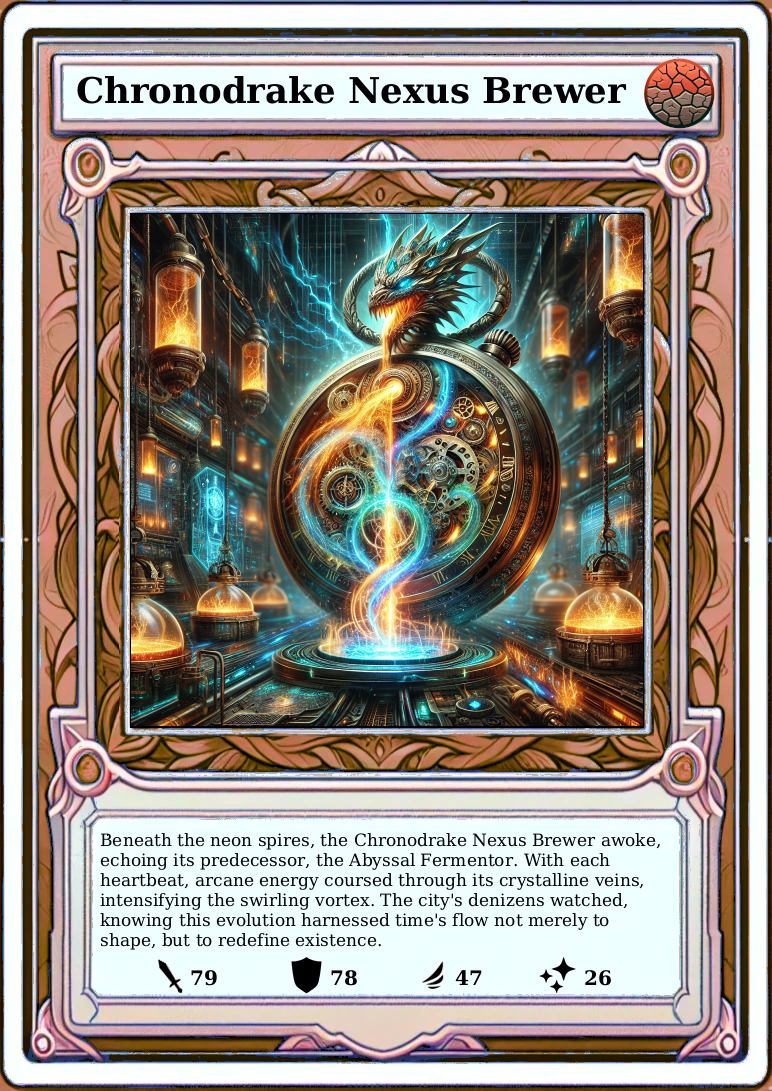 Chronodrake Nexus Brewer
Beneath the neon spires, the Chronodrake Nexus Brewer awoke,
echoing its predecessor, the Abyssal Fermentor. With each
heartbeat, arcane energy coursed through its crystalline veins,
intensifying the swirling vortex. The city's denizens watched,
knowing this evolution harnessed time's flow not merely to
shape, but to redefine existence.
79 78 47 26